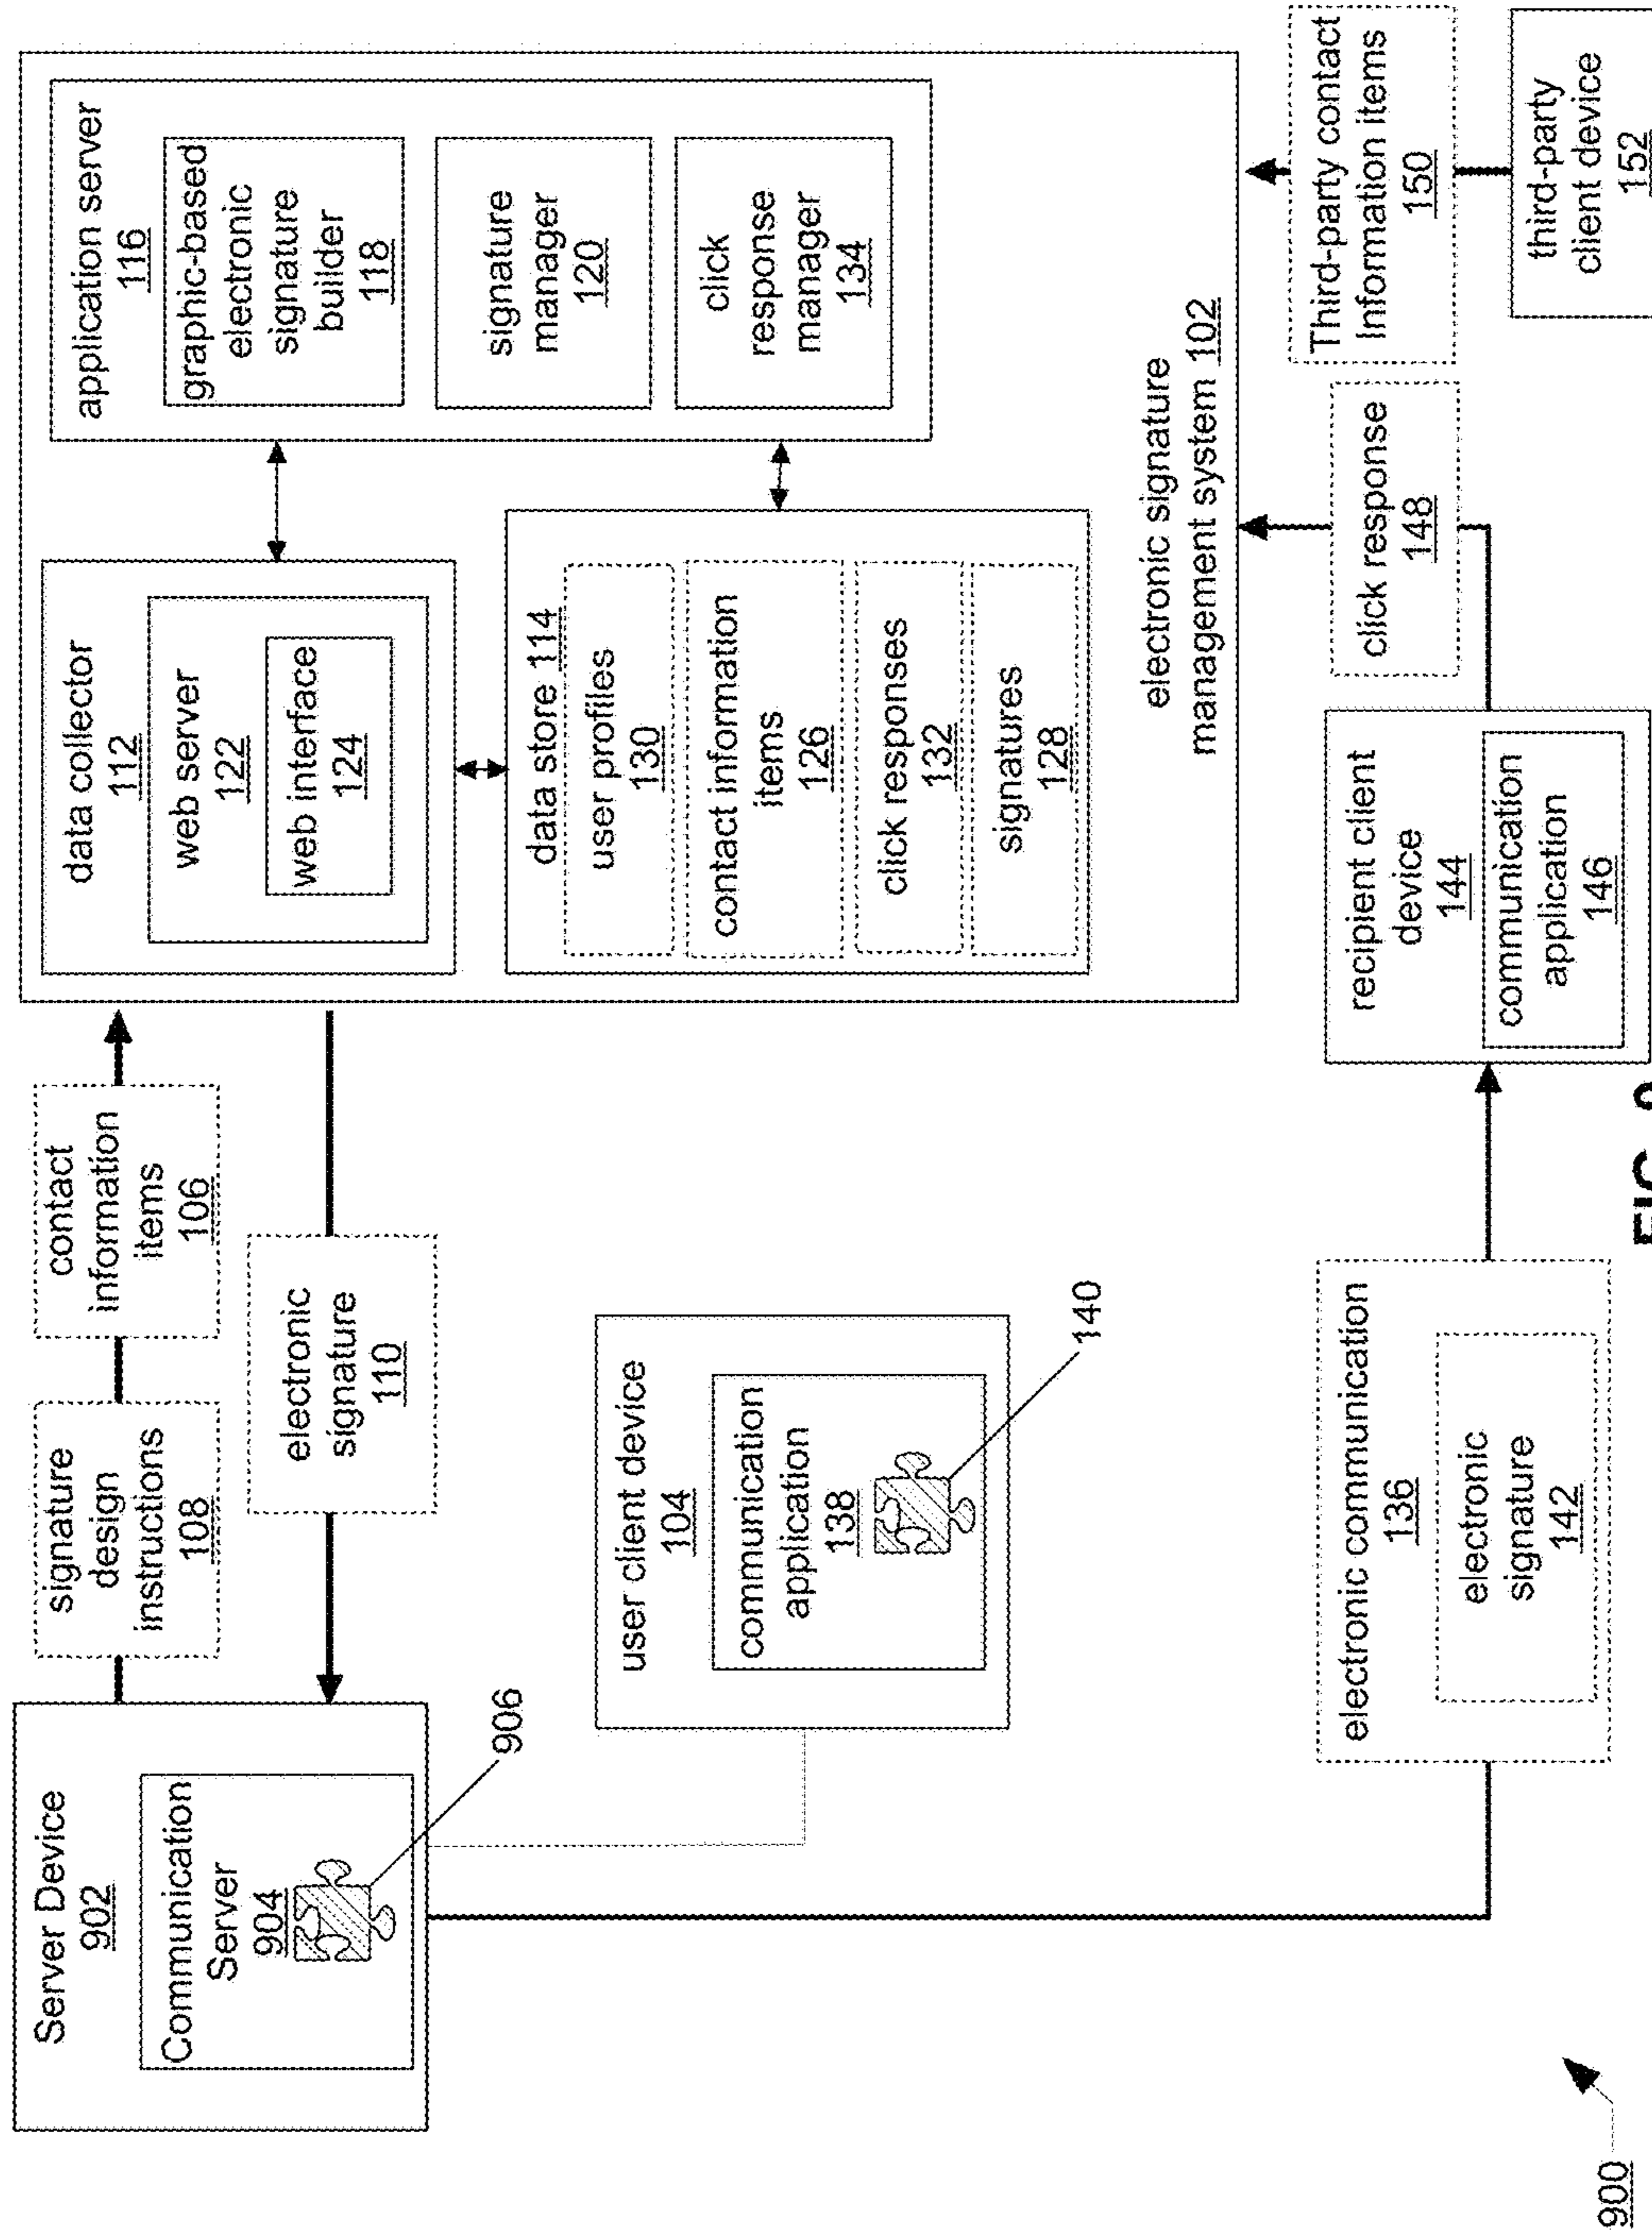 Server Device
902
Communication
Server
904
906
signature
design
instructions
108
contact
information
items
106
electronic
signature
110
user client device
104
communication
application
138
140
data collector
112
web server
122
web interface
124
application server
116
graphic-based
electronic
signature
builder
118
signature
manager
120
click
response
manager
134
data store 114
user profiles
130
contact information
items
126
click responses
132
signatures
128
electronic signature
management system 102
electronic communication
136
electronic
signature
142
recipient client
device
144
communication
application
146
click response
148
Third-party contact
Information items
150
third-party
client device
152
900
FIG.